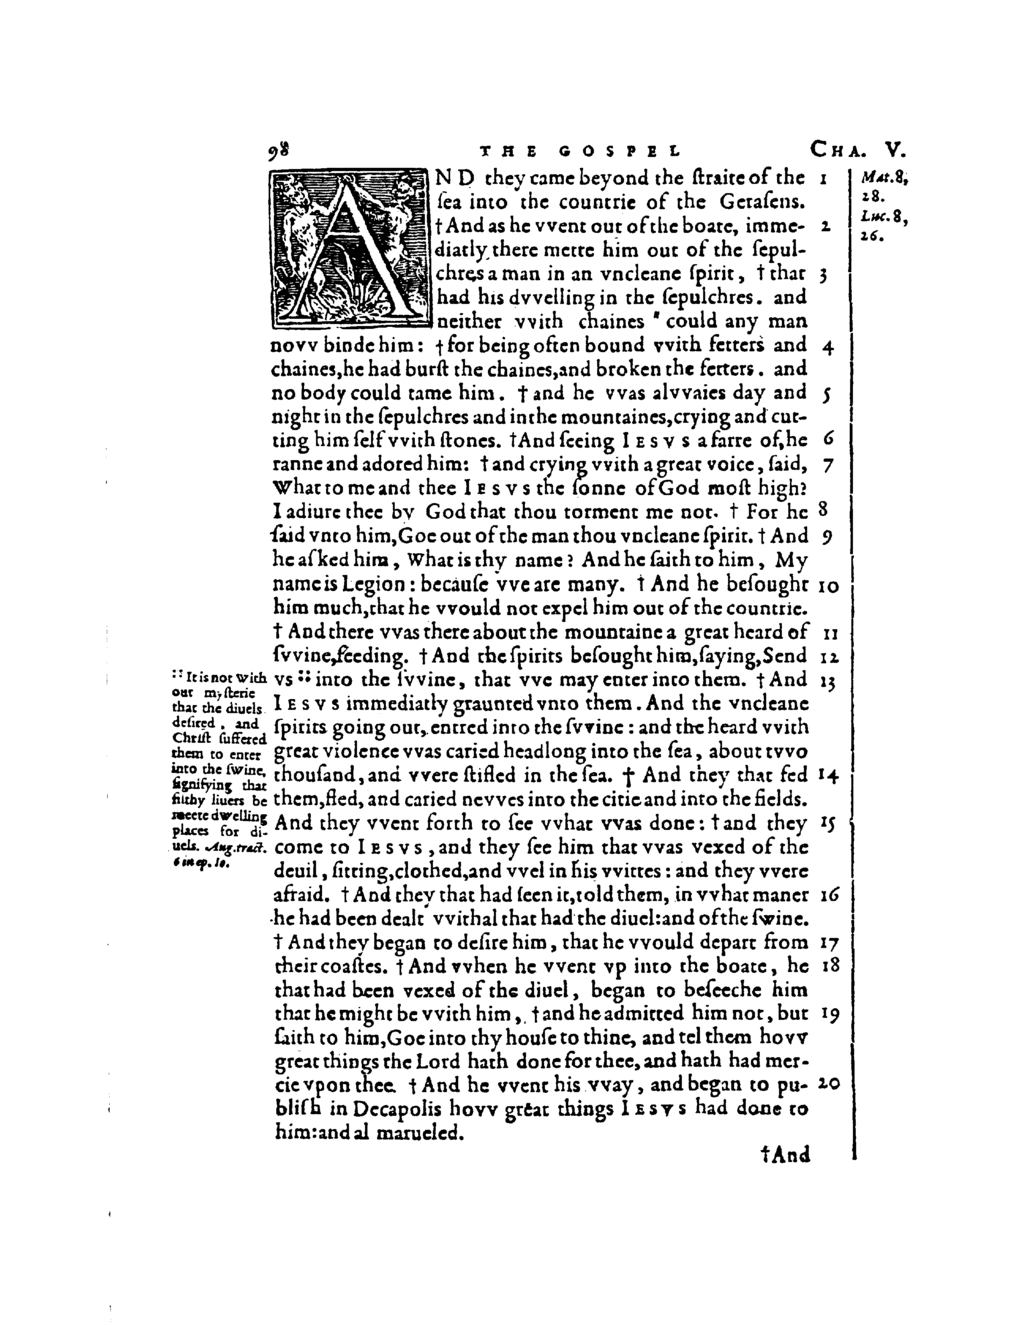 98 THE GOSPEL CHA. V.
AND they came beyond the ſtraite of the 1
ſea into the countrie of the Geraſens.
† And as he vvent out of the boate, imme- 2
diatly there mette him out of the ſepul-
chres a man in an vncleane ſpirit, † that 3
had his dvvelling in the ſepulchres. and
neither vvith chaines " could any man
novv binde him: † for being often bound vvith fetters and 4
chaines, he had burſt the chaines, and broken the fetters. and
no body could tame him. † and he vvas alvvaies day and 5
night in the ſepulchres and in the mountaines, crying and cut-
ting him ſelf vvith ſtones. † And ſeeing IESVS a farre of, he 6
ranne and adored him: † and crying vvith a great voice, ſaid, 7
What to me and thee IESVS the ſonne of God moſt high?
I adiure thee by God that thou torment me not. † For he 8
ſaid vnto him, Goe out of the man thou vncleane ſpirit. † And 9
he aſked him, What is thy name? And he ſaith to him, My
name is Legion: becauſe vve are many. † And he beſought 10
him much, that he vvould not expel him out of the countrie.
† And there vvas there about the mountaine a great heard of 11
ſvvine, feeding. † And the ſpirits beſought him, ſaying, Send 12
vs :: into the ſvvine, that vve may enter into them. † And 13
IESVS immediatly graunted vnto them. And the vncleane
ſpirits going out, entred into the ſvvine: and the heard vvith
great violence vvas caried headlong into the ſea, about tvvo
thouſand, and vvere ſtifled in the ſea. † And they that fed 14
them, fled, and caried nevves into the citie and into the fields.
And they vvent forth to ſee vvhat vvas done: † and they 15
come to IESVS, and they ſee him that vvas vexed of the
deuil, ſitting, clothed, and vvel in his vvittes: and they vvere
afraid. † And they that had ſeen it, told them, in vvhat maner 16
he had been dealt vvithal that had the diuel: and of the ſwine.
† And they began to deſire him, that he vvould depart from 17
their coaſtes. † And vvhen he vvent vp into the boate, he 18
that had been vexed of the diuel, began to beſeeche him
that he might be vvith him, † and he admitted him not, but 19
ſaith to him, Goe into thy houſe to thine, and tel them hovv
great things the Lord hath done for thee, and hath had mer-
cie vpon thee. † And he vvent his vvay, and began to pu- 20
bliſh in Decapolis hovv great things IESVS had done to
him: and al marueled.
† And
Mat. 8,
28.
Luc. 8,
26.
:: It is not with
out myſterie
that the diuels
deſired, and
Chriſt ſuffered
them to enter
into the ſwine,
ſignifying that
filthy liuers be
meete dwelling
places for di-
uels. Aug. tract.
6 in ep. Io.